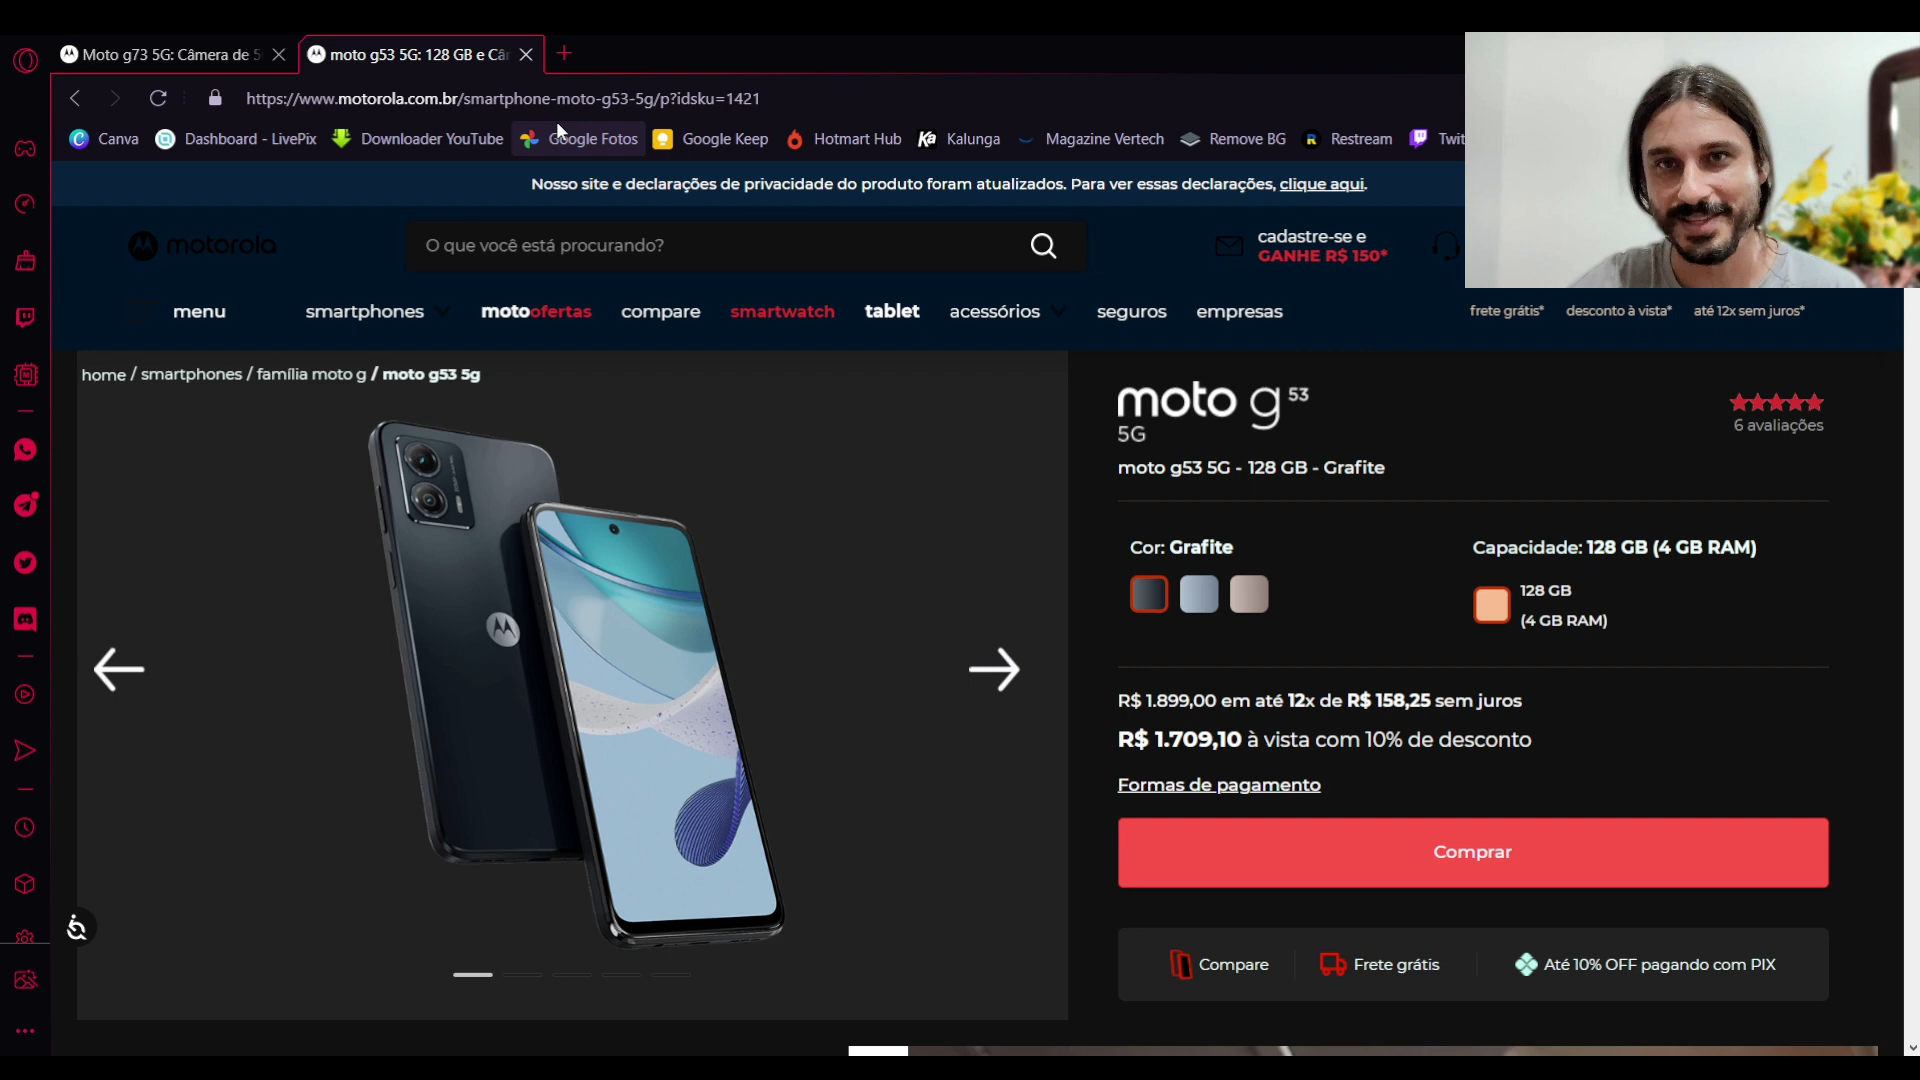 Moto g73 5G: Câmera de 5
moto g53 5G: 128 GB e Câ
https://www.motorola.com.br/smartphone-moto-g53-5g/p?idsku=1421
Canva
Dashboard - LivePix
Downloader YouTube
Google Fotos
Google Keep
Hotmart Hub
Ka Kalunga
Magazine Vertech
Remove BG
R Restream
Twit
Nosso site e declarações de privacidade do produto foram atualizados. Para ver essas declarações, clique aqui.
motorola
O que você está procurando?
cadastre-se e
GANHE R$ 150*
menu
smartphones
motoofertas
compare
smartwatch
tablet
acessórios
seguros
empresas
frete grátis*
desconto à vista*
até 12x sem juros*
home / smartphones / família moto g / moto g53 5g
moto g53
5G
6 avaliações
moto g53 5G - 128 GB - Grafite
Cor: Grafite
Capacidade: 128 GB (4 GB RAM)
128 GB
(4 GB RAM)
R$ 1.899,00 em até 12x de R$ 158,25 sem juros
R$ 1.709,10 à vista com 10% de desconto
Formas de pagamento
Comprar
Compare
Frete grátis
Até 10% OFF pagando com PIX